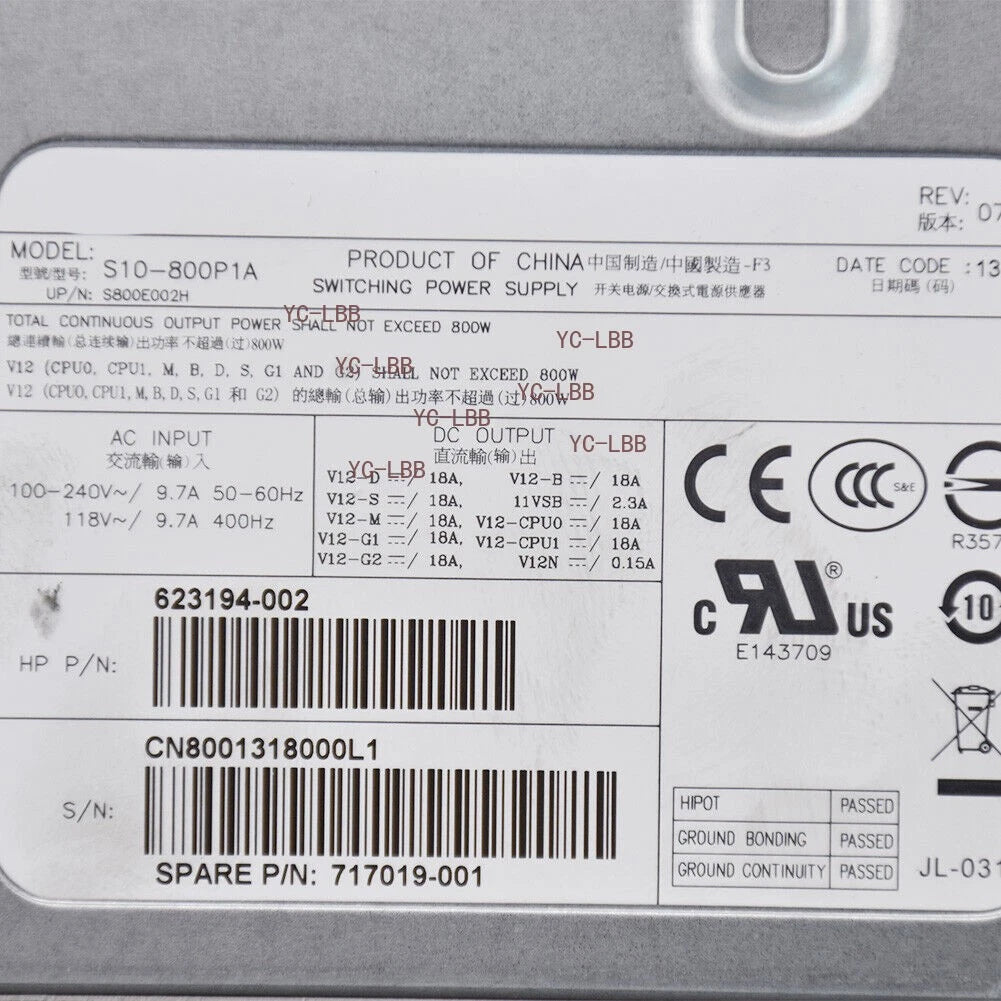 REV:
版本: 07
MODEL:
型號/型号: S10-800P1A
UP/N: S800E002H
PRODUCT OF CHINA 中国制造/中國製造-F3
SWITCHING POWER SUPPLY 开关电源/交换式電源供應器
DATE CODE :13
日期碼(码)
TOTAL CONTINUOUS OUTPUT POWER SHALL NOT EXCEED 800W
總連續輸(总连续输)出功率不超過(过)800W
V12 (CPU0, CPU1, M, B, D, S, G1 AND G2) SHALL NOT EXCEED 800W
V12 (CPU0, CPU1, M, B, D, S, G1 和 G2) 的總輸(总输)出功率不超過(过)800W
YC-LBB
YC-LBB
YC-LBB
YC-LBB
YC-LBB
YC-LBB
YC-LBB
AC INPUT
交流輸(输)入
100-240V~/ 9.7A 50-60Hz
118V~/ 9.7A 400Hz
DC OUTPUT
直流輸(输)出
V12-D ⎓/ 18A, V12-B ⎓/ 18A
V12-S ⎓/ 18A, 11VSB ⎓/ 2.3A
V12-M ⎓/ 18A, V12-CPU0 ⎓/ 18A
V12-G1 ⎓/ 18A, V12-CPU1 ⎓/ 18A
V12-G2 ⎓/ 18A, V12N ⎓/ 0.15A
CE
CCC S&E
R357
C RU US ®
E143709
10
623194-002
HP P/N:
CN8001318000L1
S/N:
SPARE P/N: 717019-001
HIPOT PASSED
GROUND BONDING PASSED
GROUND CONTINUITY PASSED
JL-031